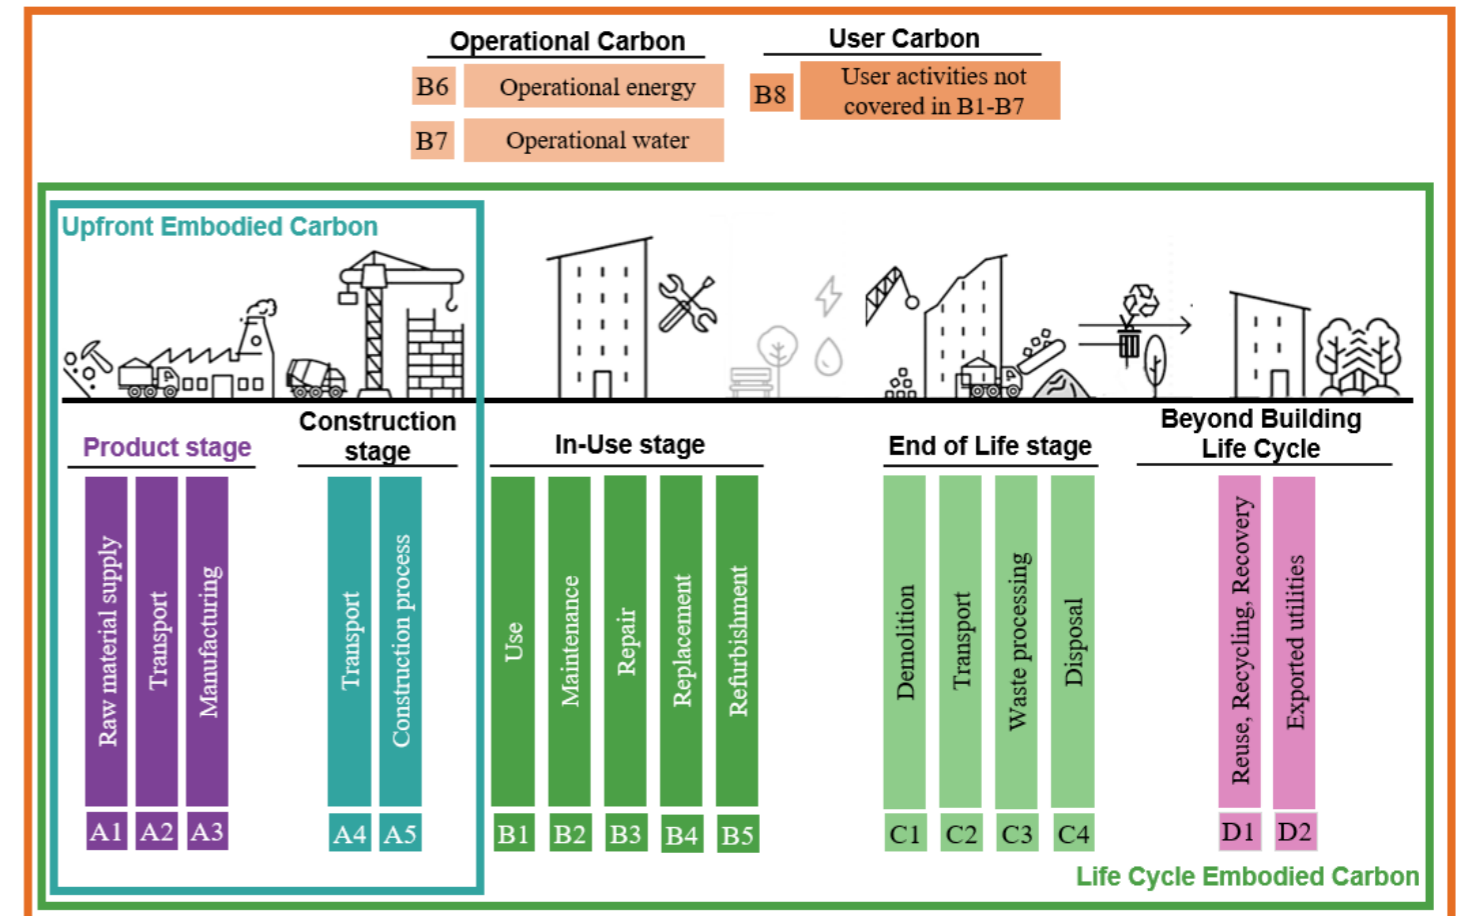 Operational Carbon
User Carbon
B6
Operational energy
B8
User activities not
covered in B1-B7
B7
Operational water
Upfront Embodied Carbon
Product stage
Construction
stage
In-Use stage
End of Life stage
Beyond Building
Life Cycle
Raw material supply
Transport
Manufacturing
Transport
Construction process
Use
Maintenance
Repair
Replacement
Refurbishment
Demolition
Transport
Waste processing
Disposal
Reuse, Recycling, Recovery
Exported utilities
A1
A2
A3
A4
A5
B1
B2
B3
B4
B5
C1
C2
C3
C4
D1
D2
Life Cycle Embodied Carbon